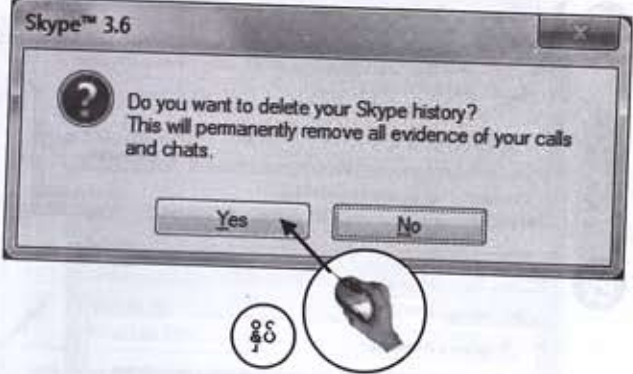 Skype™ 3.6
Do you want to delete your Skype history?
This will permanently remove all evidence of your calls
and chats.
Yes
No